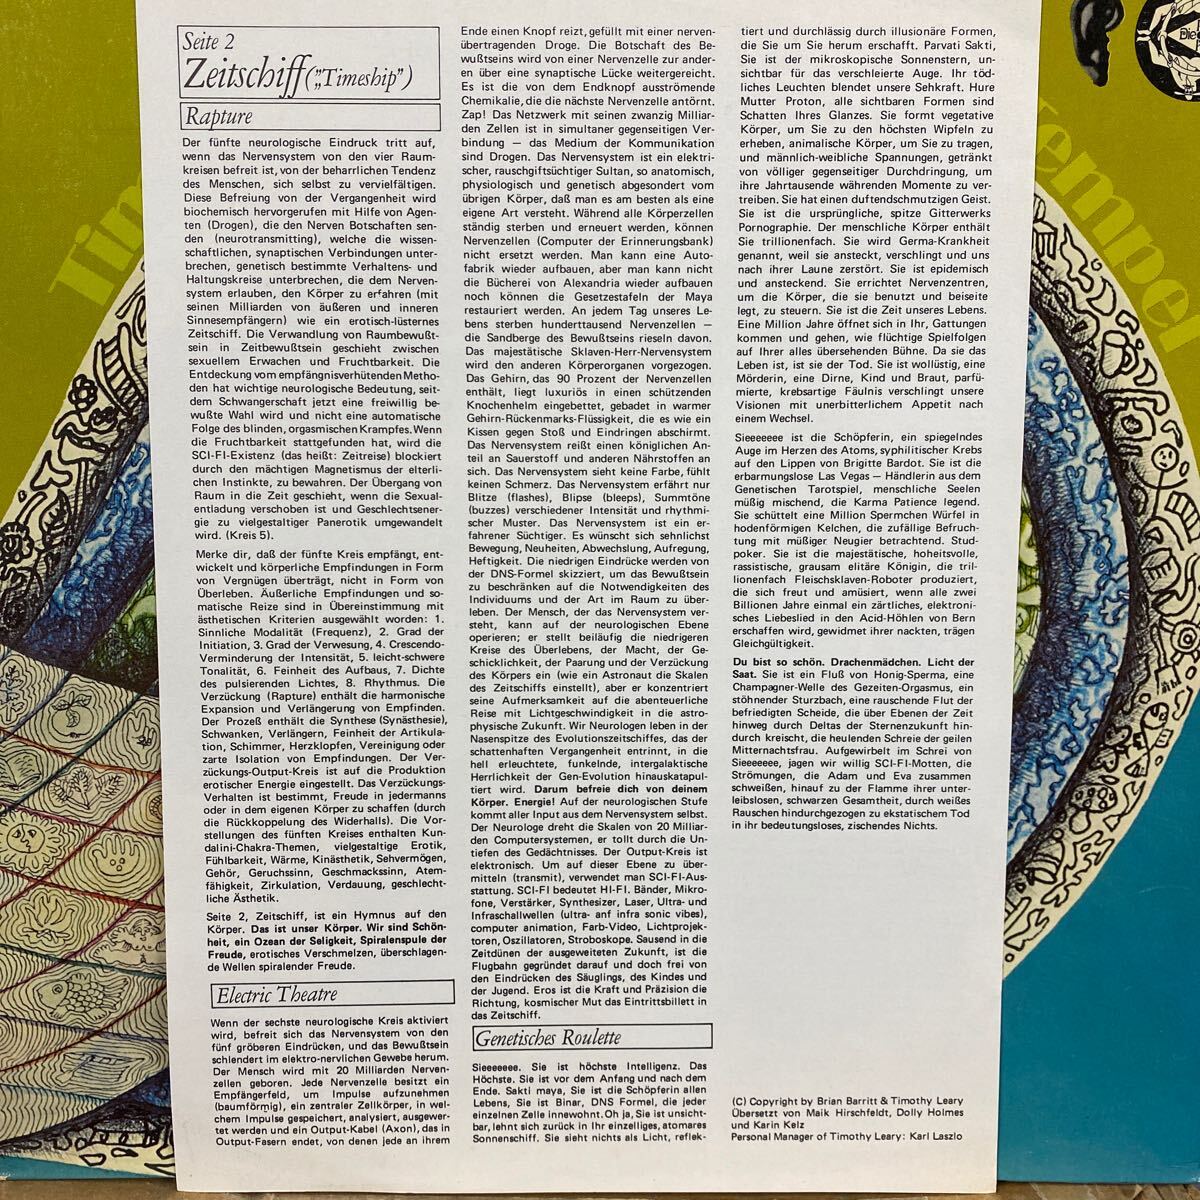 Seite 2
Zeitschiff („Timeship")
Rapture
Der fünfte neurologische Eindruck tritt auf,
wenn das Nervensystem von den vier Raum-
kreisen befreit ist, von der beharrlichen Tendenz
des Menschen, sich selbst zu vervielfältigen.
Diese Befreiung von der Vergangenheit wird
biochemisch hervorgerufen mit Hilfe von Agen-
ten (Drogen), die den Nerven Botschaften sen-
den (neurotransmitting), welche die wissen-
schaftlichen, synaptischen Verbindungen unter-
brechen, genetisch bestimmte Verhaltens- und
Haltungskreise unterbrechen, die dem Nerven-
system erlauben, den Körper zu erfahren (mit
seinen Milliarden von äußeren und inneren
Sinnesempfängern) wie ein erotisch-lüsternes
Zeitschiff. Die Verwandlung von Raumbewußt-
sein in Zeitbewußtsein geschieht zwischen
sexuellem Erwachen und Fruchtbarkeit. Die
Entdeckung vom empfängnisverhütenden Metho-
den hat wichtige neurologische Bedeutung, seit-
dem Schwangerschaft jetzt eine freiwillig be-
wußte Wahl wird und nicht eine automatische
Folge des blinden, orgasmischen Krampfes. Wenn
die Fruchtbarkeit stattgefunden hat, wird die
SCI-FI-Existenz (das heißt: Zeitreise) blockiert
durch den mächtigen Magnetismus der elterli-
chen Instinkte, zu bewahren. Der Übergang von
Raum in die Zeit geschieht, wenn die Sexual-
entladung verschoben ist und Geschlechtsener-
gie zu vielgestaltiger Panerotik umgewandelt
wird. (Kreis 5).
Merke dir, daß der fünfte Kreis empfängt, ent-
wickelt und körperliche Empfindungen in Form
von Vergnügen überträgt, nicht in Form von
Überleben. Äußerliche Empfindungen und so-
matische Reize sind in Übereinstimmung mit
ästhetischen Kriterien ausgewählt worden: 1.
Sinnliche Modalität (Frequenz), 2. Grad der
Initiation, 3. Grad der Verwesung, 4. Crescendo-
Verminderung der Intensität, 5. leicht-schwere
Tonalität, 6. Feinheit des Aufbaus, 7. Dichte
des pulsierenden Lichtes, 8. Rhythmus. Die
Verzückung (Rapture) enthält die harmonische
Expansion und Verlängerung von Empfinden.
Der Prozeß enthält die Synthese (Synästhesie),
Schwanken, Verlängern, Feinheit der Artikula-
tion, Schimmer, Herzklopfen, Vereinigung oder
zarte Isolation von Empfindungen. Der Ver-
zückungs-Output-Kreis ist auf die Produktion
erotischer Energie eingestellt. Das Verzückungs-
Verhalten ist bestimmt, Freude in jedermanns
oder in dem eigenen Körper zu schaffen (durch
die Rückkoppelung des Widerhalls). Die Vor-
stellungen des fünften Kreises enthalten Kun-
dalini-Chakra-Themen, vielgestaltige Erotik,
Fühlbarkeit, Wärme, Kinästhetik, Sehvermögen,
Gehör, Geruchssinn, Geschmackssinn, Atem-
fähigkeit, Zirkulation, Verdauung, geschlecht-
liche Ästhetik.
Seite 2, Zeitschiff, ist ein Hymnus auf den
Körper. Das ist unser Körper. Wir sind Schön-
heit, ein Ozean der Seligkeit, Spiralenspule der
Freude, erotisches Verschmelzen, überschlagen-
de Wellen spiralender Freude.
Electric Theatre
Wenn der sechste neurologische Kreis aktiviert
wird, befreit sich das Nervensystem von den
fünf gröberen Eindrücken, und das Bewußtsein
schlendert im elektro-nervlichen Gewebe herum.
Der Mensch wird mit 20 Milliarden Nerven-
zellen geboren. Jede Nervenzelle besitzt ein
Empfängerfeld, um Impulse aufzunehmen
(baumförmig), ein zentraler Zellkörper, in wel-
chem Impulse gespeichert, analysiert, ausgewer-
tet werden und ein Output-Kabel (Axon), das in
Output-Fasern endet, von denen jede an ihrem
Ende einen Knopf reizt, gefüllt mit einer nerven-
übertragenden Droge. Die Botschaft des Be-
wußtseins wird von einer Nervenzelle zur ander-
en über eine synaptische Lücke weitergereicht.
Es ist die von dem Endknopf ausströmende
Chemikalie, die die nächste Nervenzelle antörnt.
Zap! Das Netzwerk mit seinen zwanzig Milliar-
den Zellen ist in simultaner gegenseitigen Ver-
bindung — das Medium der Kommunikation
sind Drogen. Das Nervensystem ist ein elektri-
scher, rauschgiftsüchtiger Sultan, so anatomisch,
physiologisch und genetisch abgesondert vom
übrigen Körper, daß man es am besten als eine
eigene Art versteht. Während alle Körperzellen
ständig sterben und erneuert werden, können
Nervenzellen (Computer der Erinnerungsbank)
nicht ersetzt werden. Man kann eine Auto-
fabrik wieder aufbauen, aber man kann nicht
die Bücherei von Alexandria wieder aufbauen
noch können die Gesetzestafeln der Maya
restauriert werden. An jedem Tag unseres Le-
bens sterben hunderttausend Nervenzellen —
die Sandberge des Bewußtseins rieseln davon.
Das majestätische Sklaven-Herr-Nervensystem
wird den anderen Körperorganen vorgezogen.
Das Gehirn, das 90 Prozent der Nervenzellen
enthält, liegt luxuriös in einen schützenden
Knochenhelm eingebettet, gebadet in warmer
Gehirn-Rückenmarks-Flüssigkeit, die es wie ein
Kissen gegen Stoß und Eindringen abschirmt.
Das Nervensystem reißt einen königlichen An-
teil an Sauerstoff und anderen Nährstoffen an
sich. Das Nervensystem sieht keine Farbe, fühlt
keinen Schmerz. Das Nervensystem erfährt nur
Blitze (flashes), Blipse (bleeps), Summtöne
(buzzes) verschiedener Intensität und rhythmi-
scher Muster. Das Nervensystem ist ein er-
fahrener Süchtiger. Es wünscht sich sehnlichst
Bewegung, Neuheiten, Abwechslung, Aufregung,
Heftigkeit. Die niedrigen Eindrücke werden von
der DNS-Formel skizziert, um das Bewußtsein
zu beschränken auf die Notwendigkeiten des
Individuums und der Art im Raum zu über-
leben. Der Mensch, der das Nervensystem ver-
steht, kann auf der neurologischen Ebene
operieren; er stellt beiläufig die niedrigeren
Kreise des Überlebens, der Macht, der Ge-
schicklichkeit, der Paarung und der Verzückung
des Körpers ein (wie ein Astronaut die Skalen
des Zeitschiffs einstellt), aber er konzentriert
seine Aufmerksamkeit auf die abenteuerliche
Reise mit Lichtgeschwindigkeit in die astro-
physische Zukunft. Wir Neurologen leben in der
Nasenspitze des Evolutionszeitschiffes, das der
schattenhaften Vergangenheit entrinnt, in die
hell erleuchtete, funkelnde, intergalaktische
Herrlichkeit der Gen-Evolution hinauskatapul-
tiert wird. Darum befreie dich von deinem
Körper. Energie! Auf der neurologischen Stufe
kommt aller Input aus dem Nervensystem selbst.
Der Neurologe dreht die Skalen von 20 Milliar-
den Computersystemen, er tollt durch die Un-
tiefen des Gedächtnisses. Der Output-Kreis ist
elektronisch. Um auf dieser Ebene zu über-
mitteln (transmit), verwendet man SCI-FI-Aus-
stattung. SCI-FI bedeutet HI-FI. Bänder, Mikro-
fone, Verstärker, Synthesizer, Laser, Ultra- und
Infraschallwellen (ultra- anf infra sonic vibes),
computer animation, Farb-Video, Lichtprojek-
toren, Oszillatoren, Stroboskope. Sausend in die
Zeitdünen der ausgeweiteten Zukunft, ist die
Flugbahn gegründet darauf und doch frei von
den Eindrücken des Säuglings, des Kindes und
der Jugend. Eros ist die Kraft und Präzision die
Richtung, kosmischer Mut das Eintrittsbillett in
das Zeitschiff.
Genetisches Roulette
Sieeeeeee. Sie ist höchste Intelligenz. Das
Höchste. Sie ist vor dem Anfang und nach dem
Ende. Sakti maya, Sie ist die Schöpferin allen
Lebens, Sie ist Binar, DNS Formel, die jeder
einzelnen Zelle innewohnt. Oh ja, Sie ist unsicht-
bar, lehnt sich zurück in Ihr einzelliges, atomares
Sonnenschiff. Sie sieht nichts als Licht, reflek-
tiert und durchlässig durch illusionäre Formen,
die Sie um Sie herum erschafft. Parvati Sakti,
Sie ist der mikroskopische Sonnenstern, un-
sichtbar für das verschleierte Auge. Ihr töd-
liches Leuchten blendet unsere Sehkraft. Hure
Mutter Proton, alle sichtbaren Formen sind
Schatten Ihres Glanzes. Sie formt vegetative
Körper, um Sie zu den höchsten Wipfeln zu
erheben, animalische Körper, um Sie zu tragen,
und männlich-weibliche Spannungen, getränkt
von völliger gegenseitiger Durchdringung, um
ihre Jahrtausende währenden Momente zu ver-
treiben. Sie hat einen duftendschmutzigen Geist.
Sie ist die ursprüngliche, spitze Gitterwerks
Pornographie. Der menschliche Körper enthält
Sie trillionenfach. Sie wird Germa-Krankheit
genannt, weil sie ansteckt, verschlingt und uns
nach ihrer Laune zerstört. Sie ist epidemisch
und ansteckend. Sie errichtet Nervenzentren,
um die Körper, die sie benutzt und beiseite
legt, zu steuern. Sie ist die Zeit unseres Lebens.
Eine Million Jahre öffnet sich in Ihr, Gattungen
kommen und gehen, wie flüchtige Spielfolgen
auf Ihrer alles übersehenden Bühne. Da sie das
Leben ist, ist sie der Tod. Sie ist wollüstig, eine
Mörderin, eine Dirne, Kind und Braut, parfü-
mierte, krebsartige Fäulnis verschlingt unsere
Visionen mit unerbitterlichem Appetit nach
einem Wechsel.
Sieeeeeee ist die Schöpferin, ein spiegelndes
Auge im Herzen des Atoms, syphilitischer Krebs
auf den Lippen von Brigitte Bardot. Sie ist die
erbarmungslose Las Vegas — Händlerin aus dem
Genetischen Tarotspiel, menschliche Seelen
müßig mischend, die Karma Patience legend.
Sie schüttelt eine Million Spermchen Würfel in
hodenförmigen Kelchen, die zufällige Befruch-
tung mit müßiger Neugier betrachtend. Stud-
poker. Sie ist die majestätische, hoheitsvolle,
rassistische, grausam elitäre Königin, die tril-
lionenfach Fleischsklaven-Roboter produziert,
die sich freut und amüsiert, wenn alle zwei
Billionen Jahre einmal ein zärtliches, elektroni-
sches Liebeslied in den Acid-Höhlen von Bern
erschaffen wird, gewidmet ihrer nackten, trägen
Gleichgültigkeit.
Du bist so schön. Drachenmädchen. Licht der
Saat. Sie ist ein Fluß von Honig-Sperma, eine
Champagner-Welle des Gezeiten-Orgasmus, ein
stöhnender Sturzbach, eine rauschende Flut der
befriedigten Scheide, die über Ebenen der Zeit
hinweg durch Deltas der Sternenzukunft hin-
durch kreischt, die heulenden Schreie der geilen
Mitternachtsfrau. Aufgewirbelt im Schrei von
Sieeeeeee, jagen wir willig SCI-FI-Motten, die
Strömungen, die Adam und Eva zusammen
schweißen, hinauf zu der Flamme ihrer unter-
leibslosen, schwarzen Gesamtheit, durch weißes
Rauschen hindurchgezogen zu ekstatischem Tod
in ihr bedeutungsloses, zischendes Nichts.
(C) Copyright by Brian Barritt & Timothy Leary
Übersetzt von Maik Hirschfeldt, Dolly Holmes
und Karin Kelz
Personal Manager of Timothy Leary: Karl Laszlo
Tim
Tempel
Die